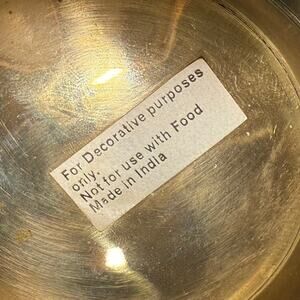 For Decorative purposes
only.
Not for use with Food
Made in India